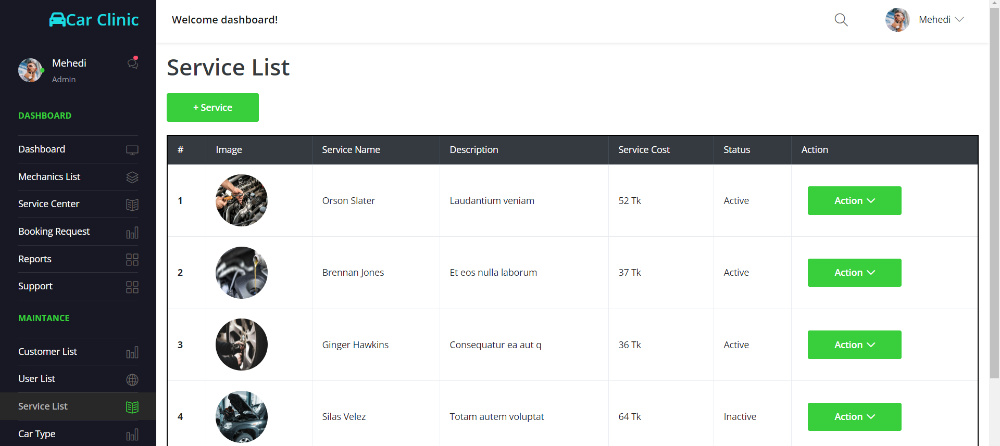 Car Clinic
Welcome dashboard!
Mehedi
Mehedi
Admin
DASHBOARD
Dashboard
Mechanics List
Service Center
Booking Request
Reports
Support
MAINTANCE
Customer List
User List
Service List
Car Type
Service List
+ Service
# Image Service Name Description Service Cost Status Action
1 Orson Slater Laudantium veniam 52 Tk Active Action
2 Brennan Jones Et eos nulla laborum 37 Tk Active Action
3 Ginger Hawkins Consequatur ea aut q 36 Tk Active Action
4 Silas Velez Totam autem voluptat 64 Tk Inactive Action